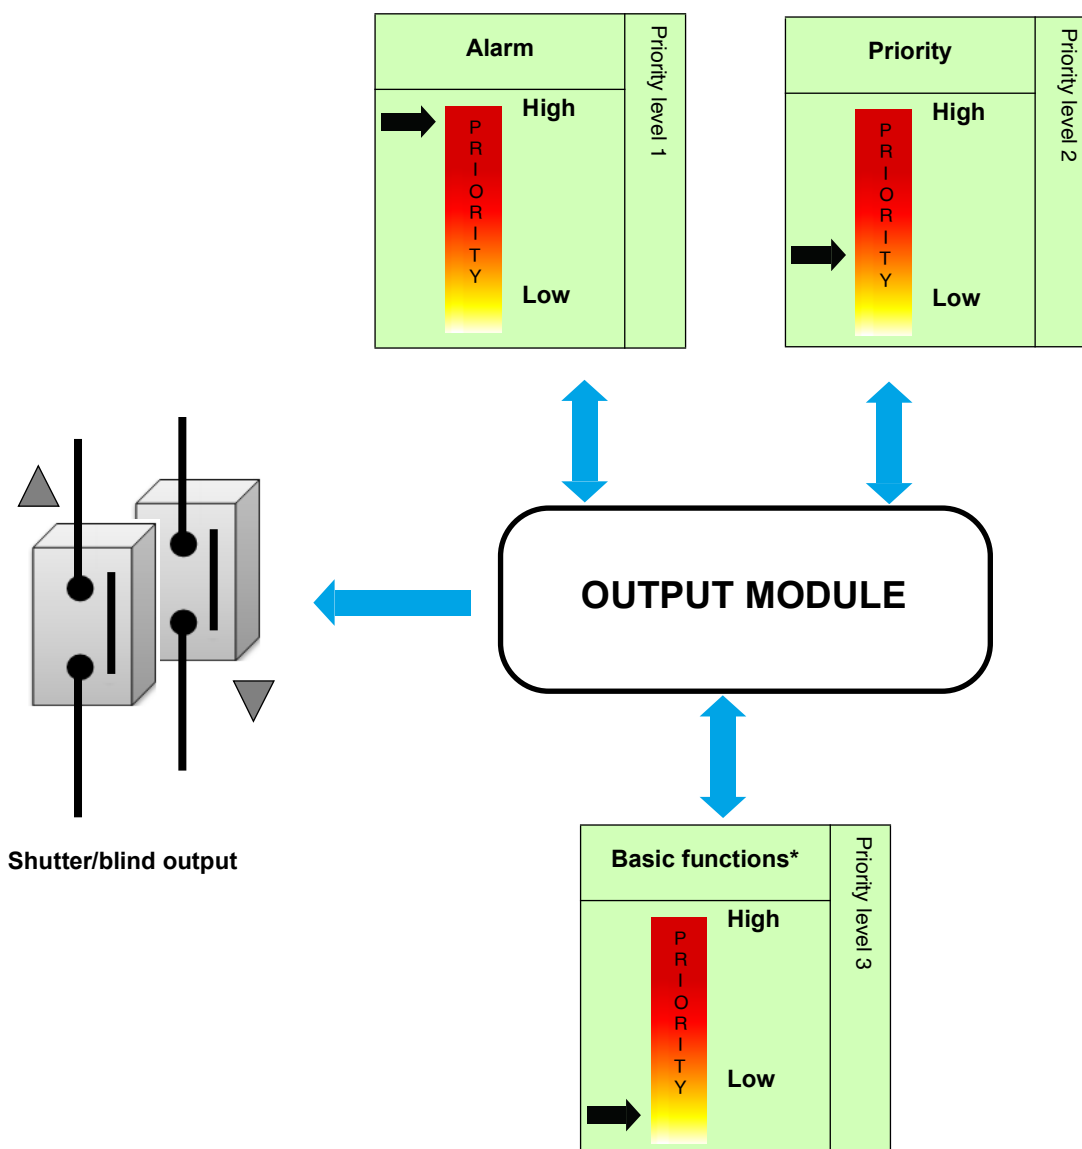 Alarm
Priority level 1
High
PRIORITY
Low
Priority
Priority level 2
High
PRIORITY
Low
OUTPUT MODULE
Shutter/blind output
Basic functions*
Priority level 3
High
PRIORITY
Low